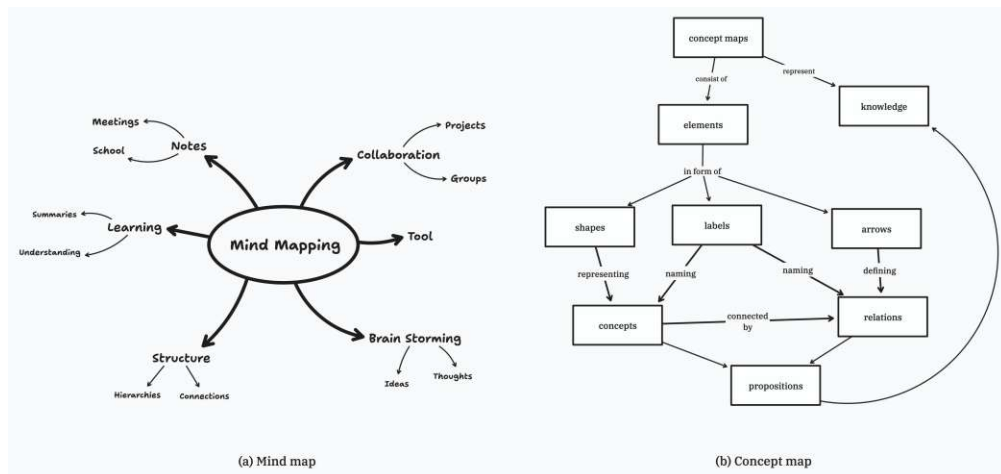 Meetings
School
Notes
Collaboration
Projects
Groups
Summaries
Learning
Understanding
Mind Mapping
Tool
Structure
Hierarchies
Connections
Brain Storming
Ideas
Thoughts
(a) Mind map
concept maps
consist of
represent
knowledge
elements
in form of
shapes
labels
arrows
representing
naming
naming
defining
concepts
connected
by
relations
propositions
(b) Concept map